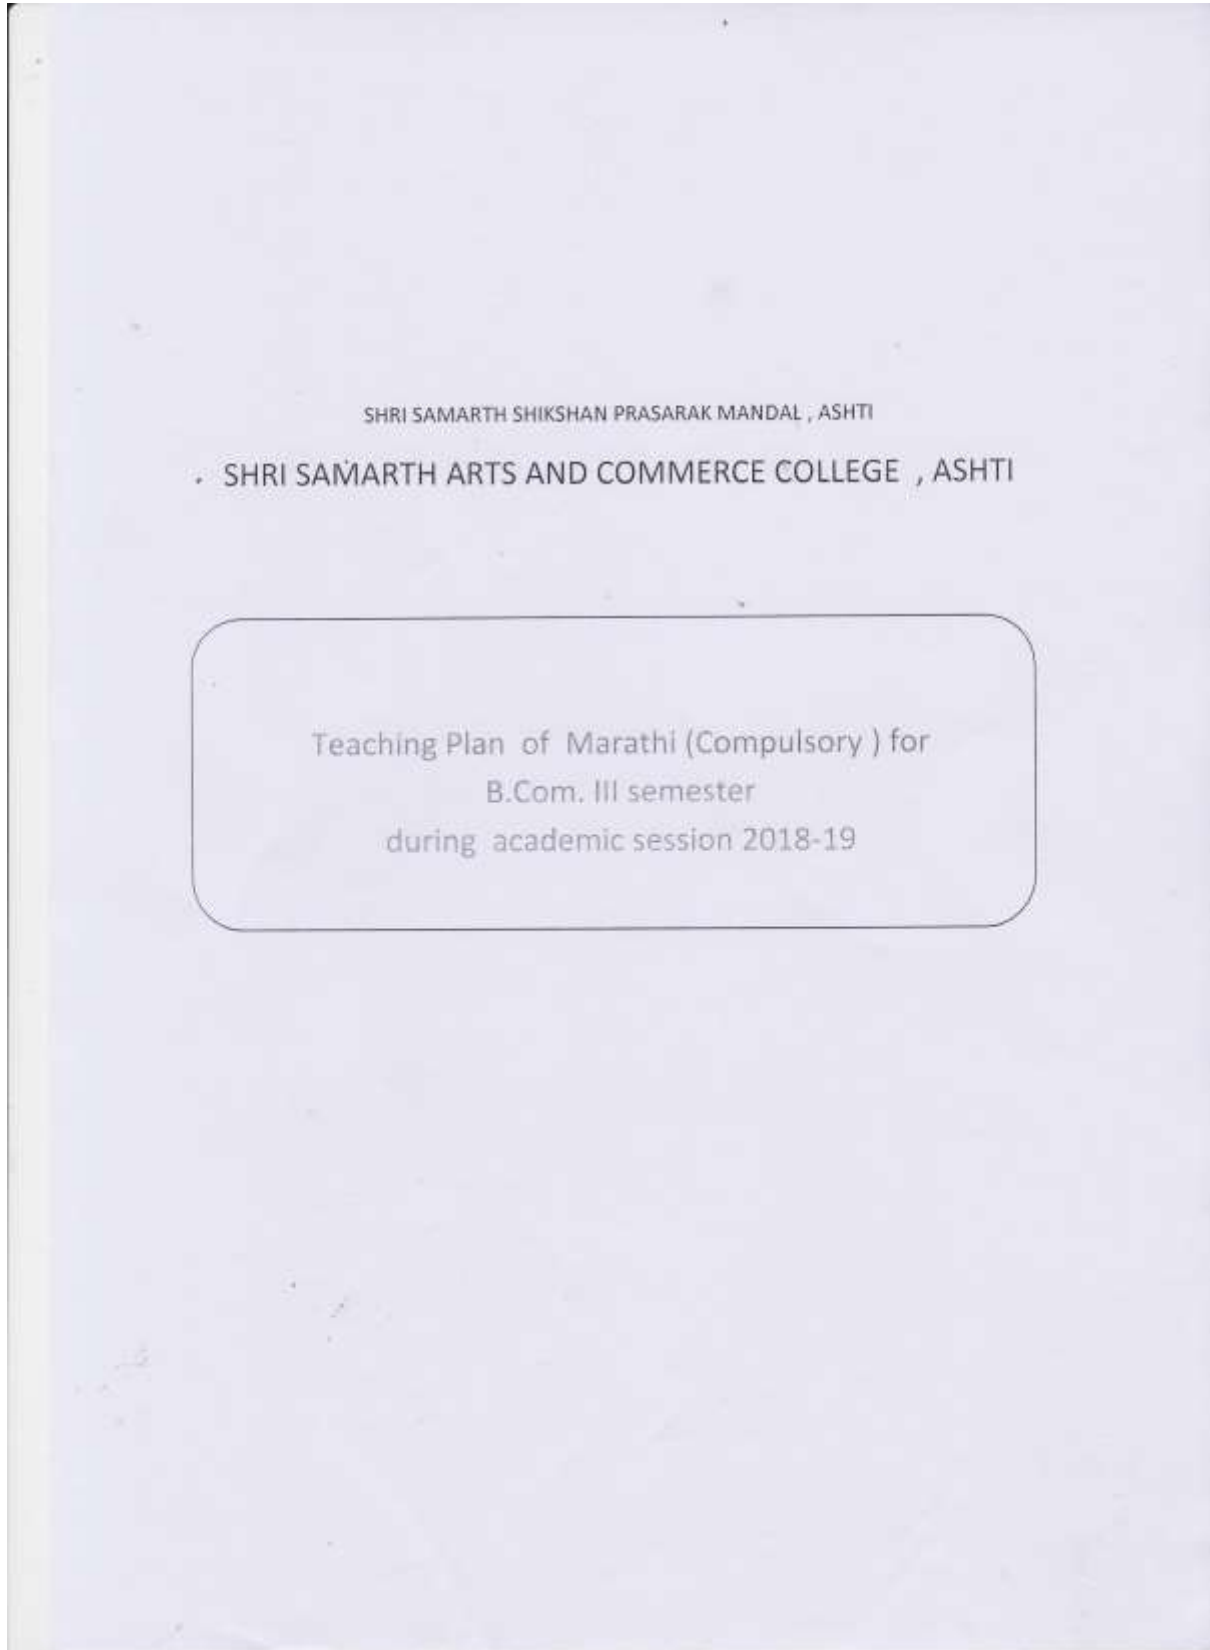 SHRI SAMARTH SHIKSHAN PRASARAK MANDAL , ASHTI
SHRI SAMARTH ARTS AND COMMERCE COLLEGE , ASHTI
Teaching Plan of Marathi (Compulsory ) for
B.Com. III semester
during academic session 2018-19